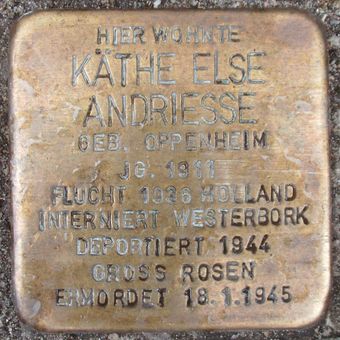 HIER WOHNTE
KÄTHE ELSE
ANDRIESSE
GEB. OPPENHEIM
JG. 1911
FLUCHT 1936 HOLLAND
INTERNIERT WESTERBORK
DEPORTIERT 1944
GROSS ROSEN
ERMORDET 18.1.1945